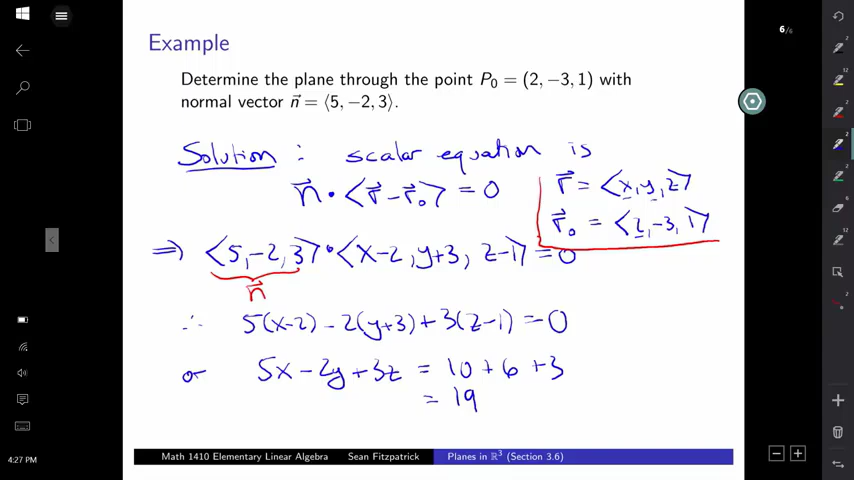 6/6
Example
Determine the plane through the point P₀ = (2, −3, 1) with
normal vector n⃗ = ⟨5, −2, 3⟩.
Solution : scalar equation is
n⃗ • ⟨r⃗ − r⃗₀⟩ = 0
r⃗ = ⟨x, y, z⟩
r⃗₀ = ⟨2, −3, 1⟩
⇒ ⟨5, −2, 3⟩ • ⟨x−2, y+3, z−1⟩ = 0
n⃗
∴ 5(x−2) − 2(y+3) + 3(z−1) = 0
or 5x − 2y + 3z = 10 + 6 + 3
= 19
4:27 PM
Math 1410 Elementary Linear Algebra Sean Fitzpatrick Planes in ℝ³ (Section 3.6)